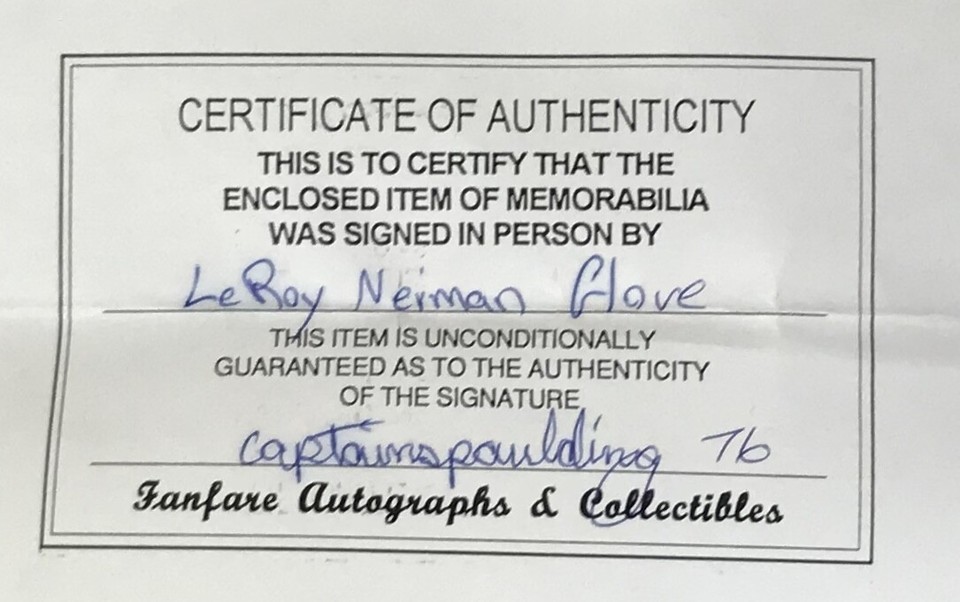 CERTIFICATE OF AUTHENTICITY
THIS IS TO CERTIFY THAT THE
ENCLOSED ITEM OF MEMORABILIA
WAS SIGNED IN PERSON BY
LeRoy Neiman Glove
THIS ITEM IS UNCONDITIONALLY
GUARANTEED AS TO THE AUTHENTICITY
OF THE SIGNATURE
captainspaulding 76
Fanfare Autographs & Collectibles